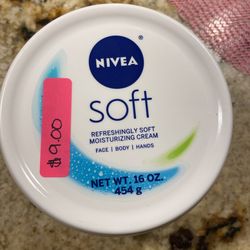 NIVEA
soft
REFRESHINGLY SOFT
MOISTURIZING CREAM
FACE | BODY | HANDS
NET WT. 16 OZ.
454 g
$9.00